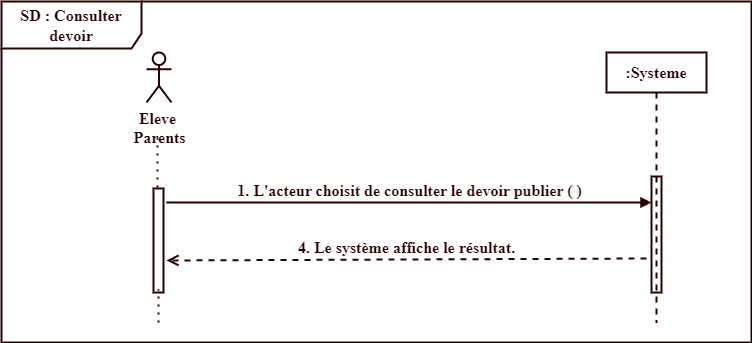 SD : Consulter
devoir
:Systeme
Eleve
Parents
1. L'acteur choisit de consulter le devoir publier ( )
4. Le système affiche le résultat.